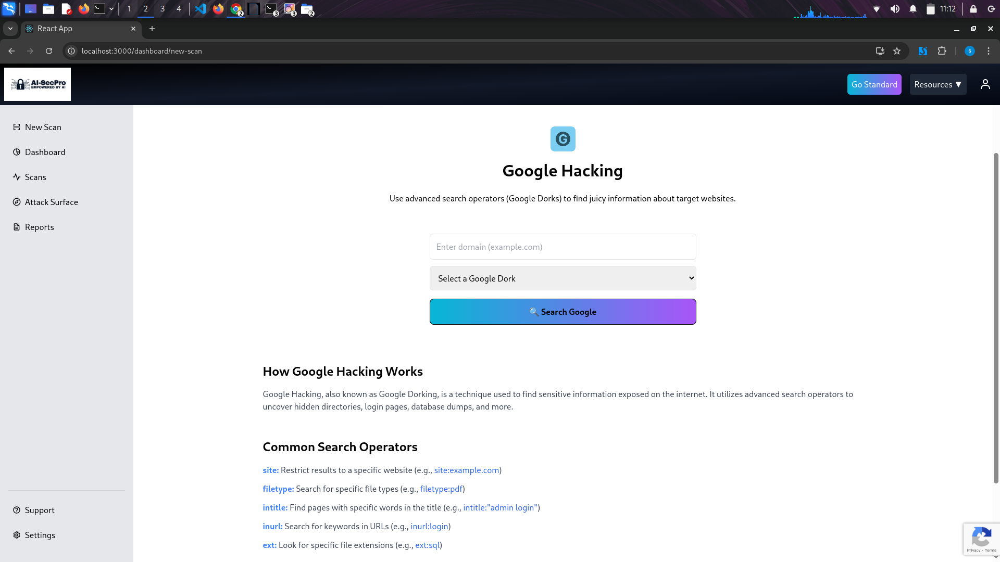 1 2 3 4 2 3 3 2 11:12
React App
localhost:3000/dashboard/new-scan S
AI-SecPro
EMPOWERED BY AI
Go Standard
Resources ▼
New Scan
Dashboard
Scans
Attack Surface
Reports
Support
Settings
G
Google Hacking
Use advanced search operators (Google Dorks) to find juicy information about target websites.
Enter domain (example.com)
Select a Google Dork
🔍 Search Google
How Google Hacking Works
Google Hacking, also known as Google Dorking, is a technique used to find sensitive information exposed on the internet. It utilizes advanced search operators to
uncover hidden directories, login pages, database dumps, and more.
Common Search Operators
site: Restrict results to a specific website (e.g., site:example.com)
filetype: Search for specific file types (e.g., filetype:pdf)
intitle: Find pages with specific words in the title (e.g., intitle:"admin login")
inurl: Search for keywords in URLs (e.g., inurl:login)
ext: Look for specific file extensions (e.g., ext:sql)
Privacy - Terms